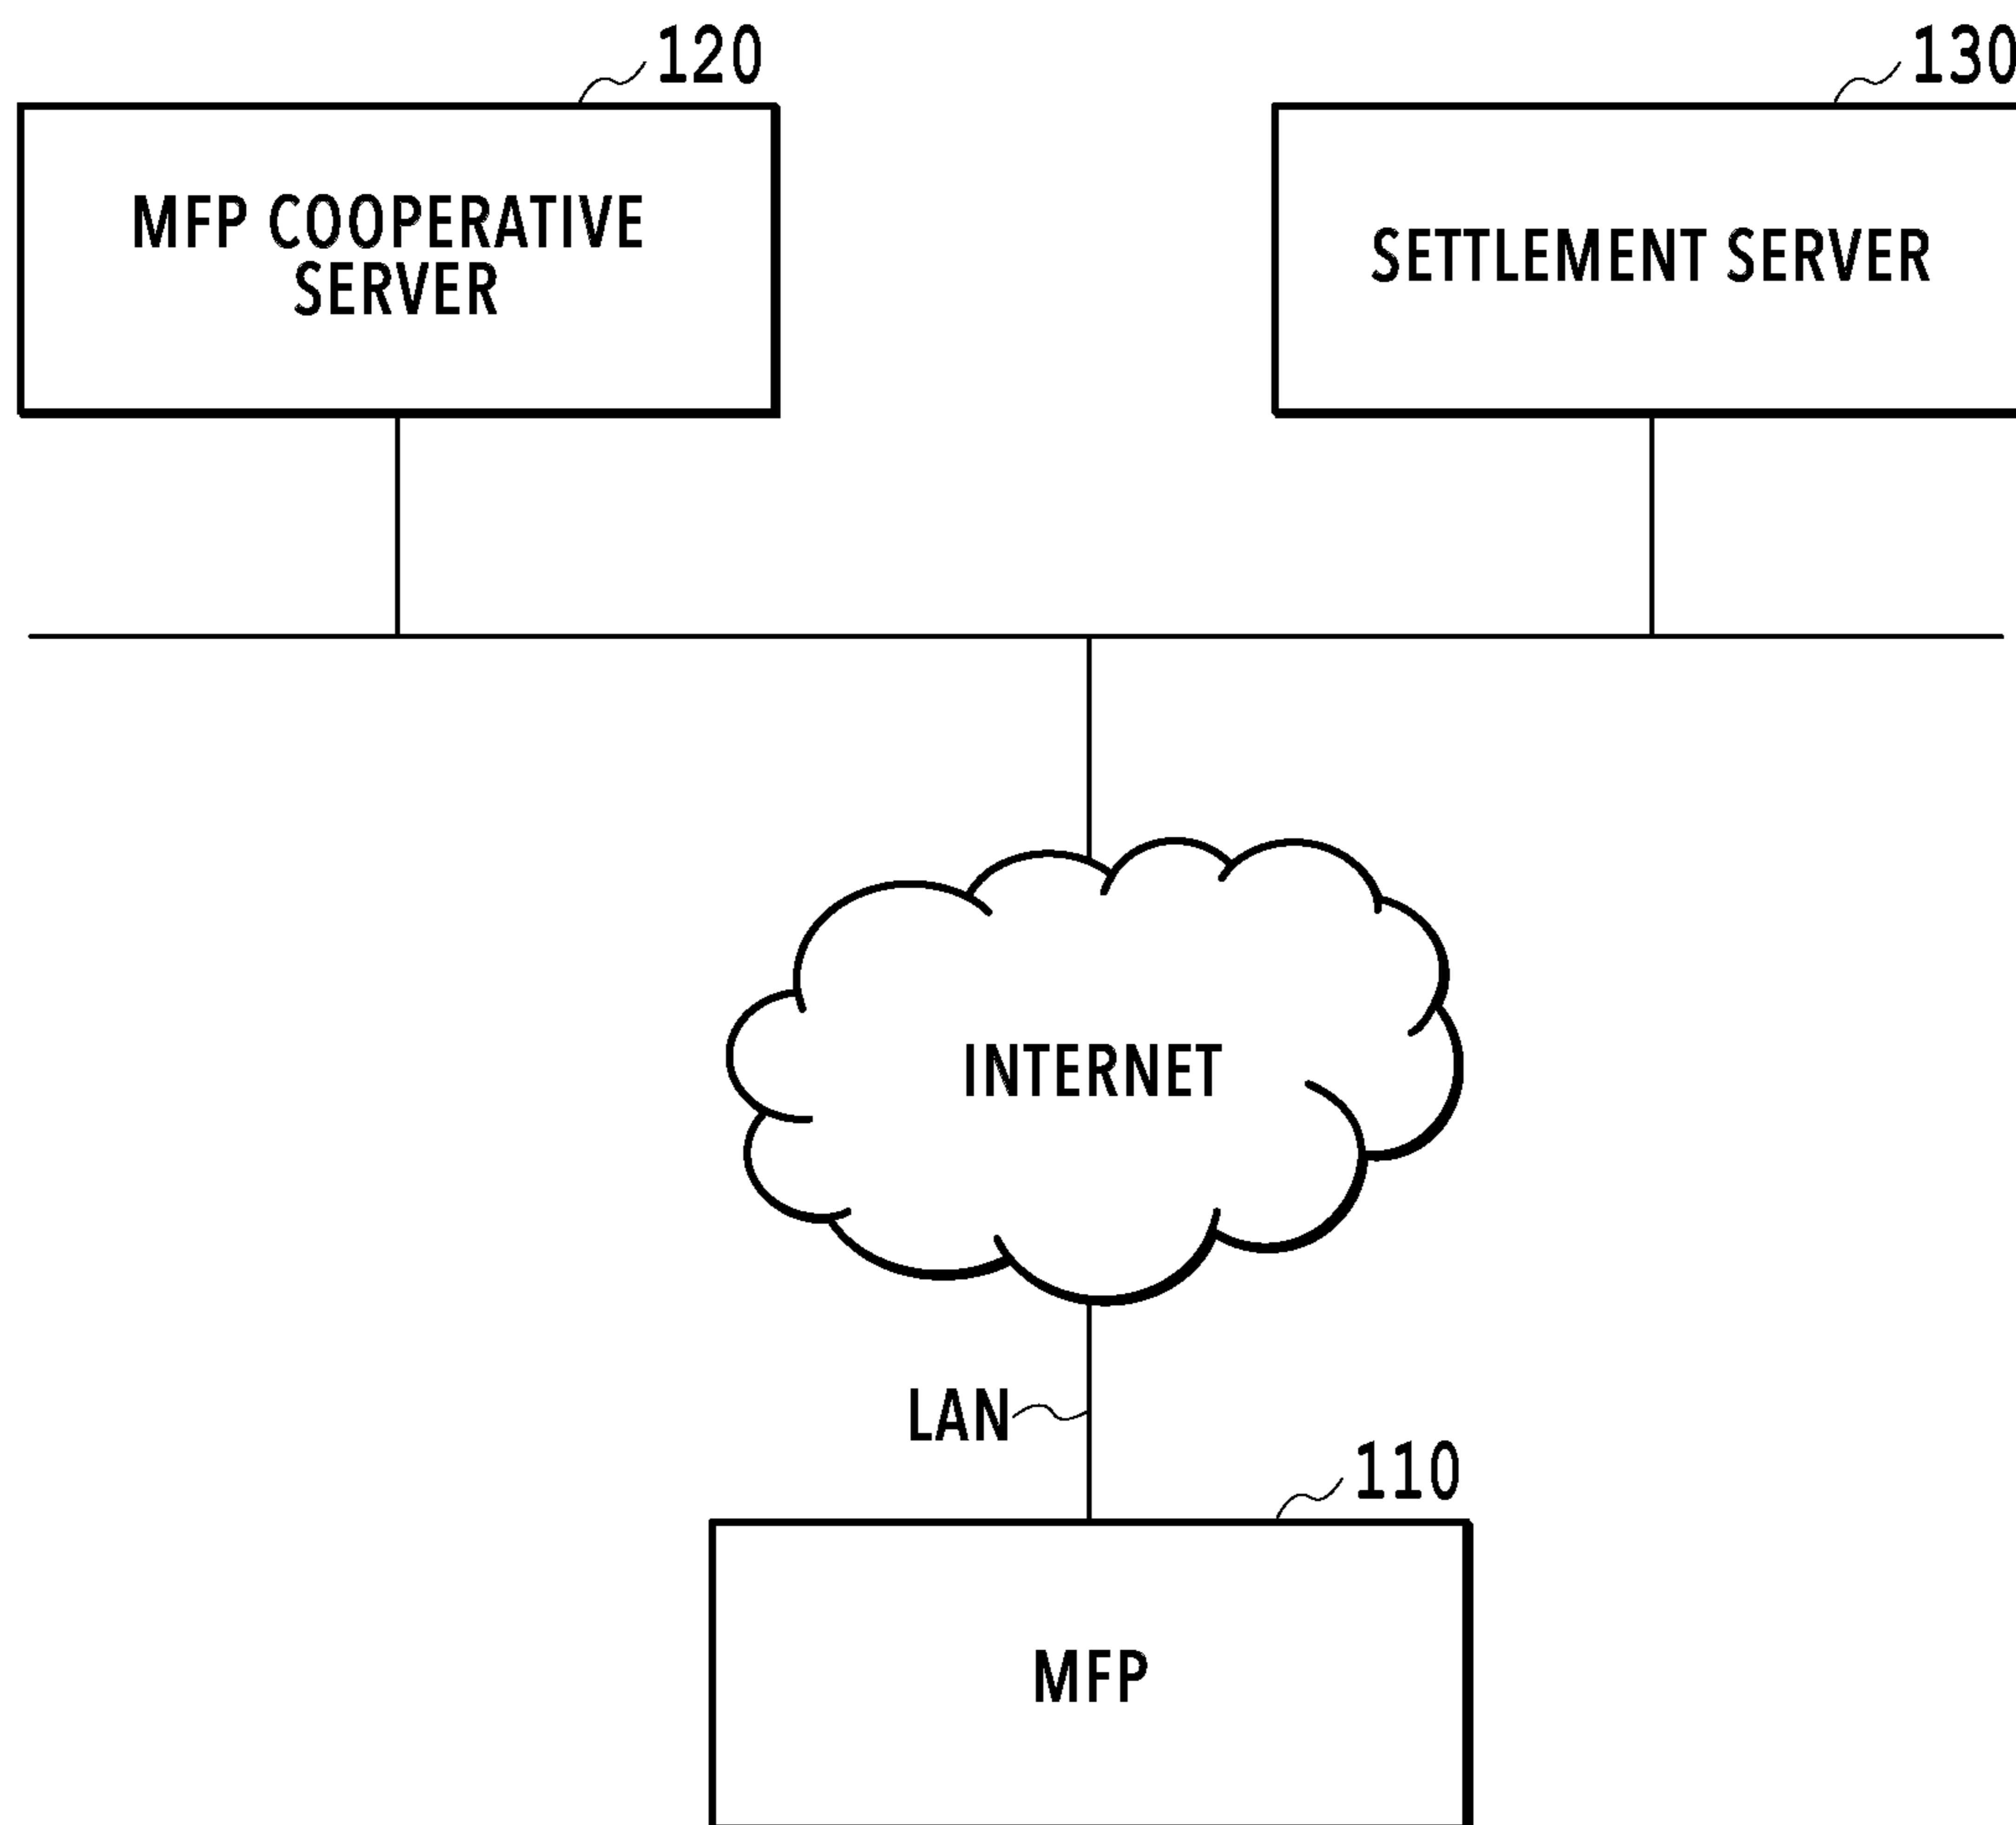 120
130
MFP COOPERATIVE
SERVER
SETTLEMENT SERVER
INTERNET
LAN
110
MFP